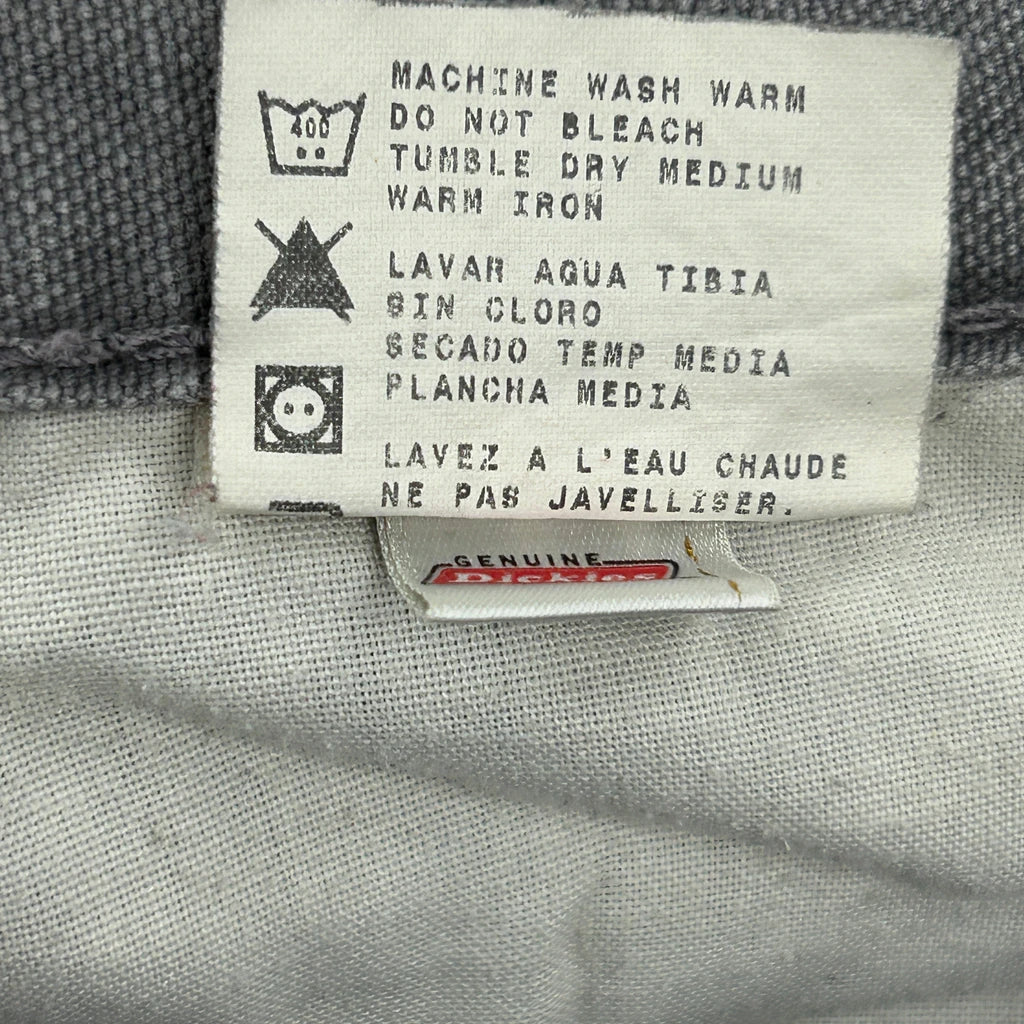 MACHINE WASH WARM
DO NOT BLEACH
TUMBLE DRY MEDIUM
WARM IRON
LAVAR AGUA TIBIA
SIN CLORO
SECADO TEMP MEDIA
PLANCHA MEDIA
LAVEZ A L'EAU CHAUDE
NE PAS JAVELLISER.
40C
GENUINE
Dickies